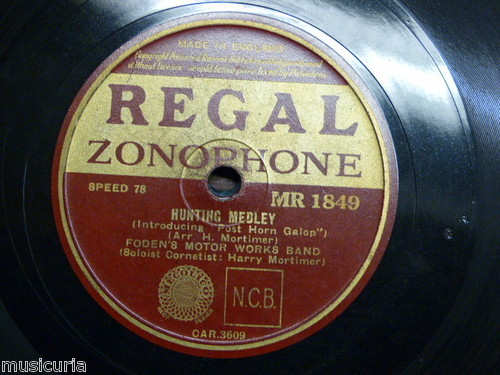 MADE IN ENGLAND
REGAL
ZONOPHONE
SPEED 78
MR 1849
HUNTING MEDLEY
(Introducing "Post Horn Galop")
(Arr. H. Mortimer)
FODEN'S MOTOR WORKS BAND
(Soloist Cornetist: Harry Mortimer)
N.C.B.
CAR.3609
musicuria